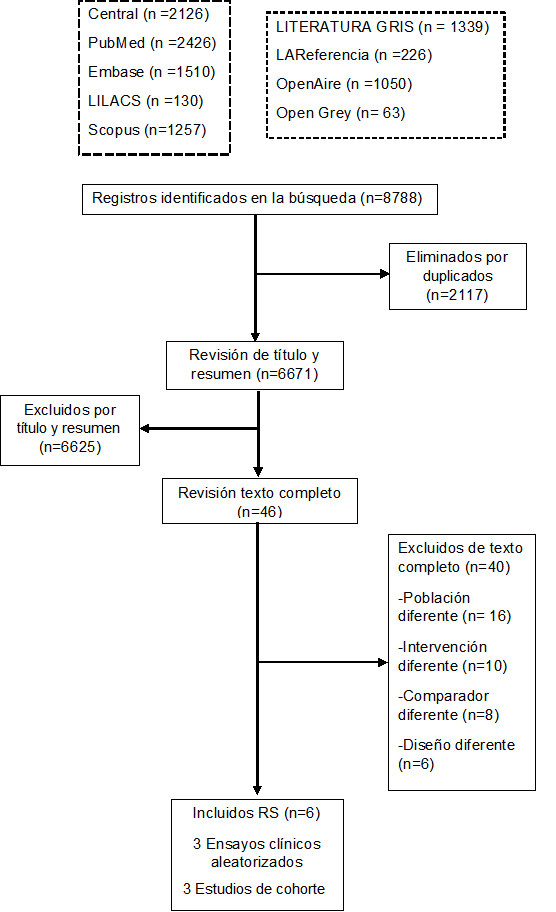 Central (n =2126)
PubMed (n =2426)
Embase (n =1510)
LILACS (n =130)
Scopus (n=1257)
LITERATURA GRIS (n = 1339)
LAReferencia (n =226)
OpenAire (n =1050)
Open Grey (n= 63)
Registros identificados en la búsqueda (n=8788)
Eliminados por
duplicados
(n=2117)
Revisión de título y
resumen (n=6671)
Excluidos por
título y resumen
(n=6625)
Revisión texto completo
(n=46)
Excluidos de texto
completo (n=40)
-Población
diferente (n= 16)
-Intervención
diferente (n=10)
-Comparador
diferente (n=8)
-Diseño diferente
(n=6)
Incluidos RS (n=6)
3 Ensayos clínicos
aleatorizados
3 Estudios de cohorte